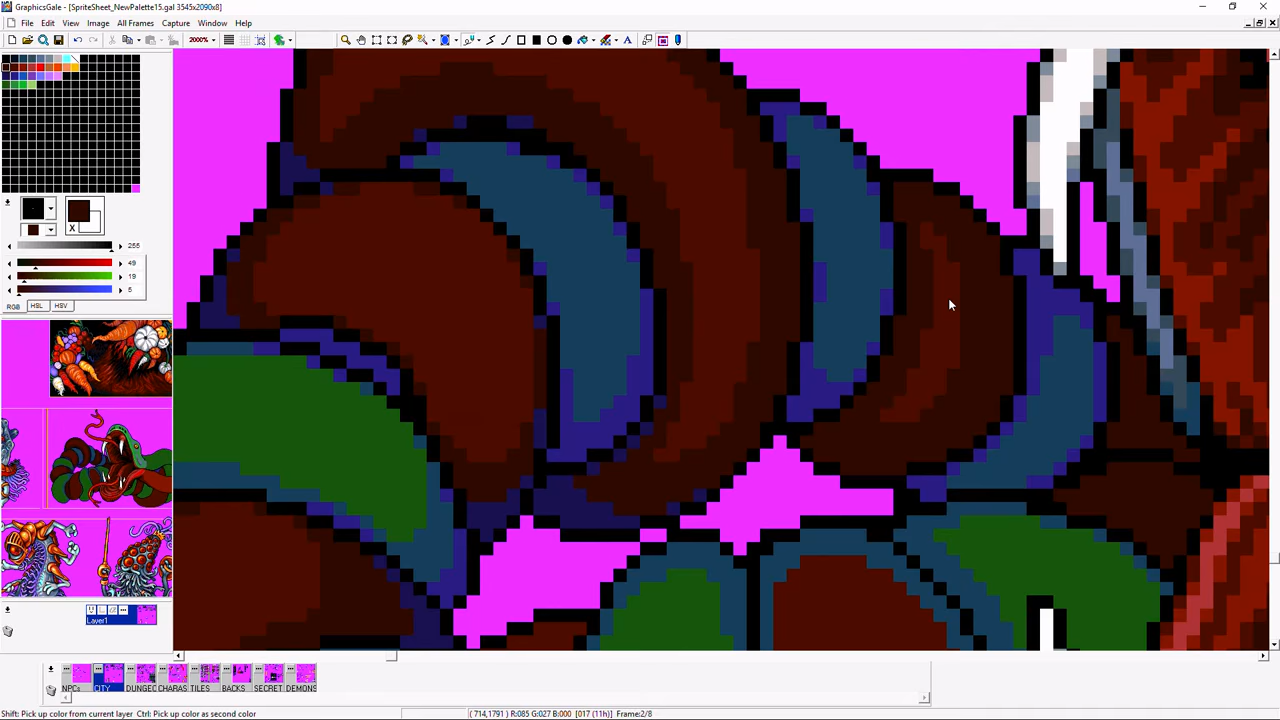 GraphicsGale - [SpriteSheet_NewPalette15.gal 3545x2090x8]
File Edit View Image All Frames Capture Window Help
2000%
A
X
255
49
19
5
RGB HSL HSV
Layer1
NPCs CITY DUNGEO CHARAS TILES BACKS SECRET DEMONS
Shift: Pick up color from current layer Ctrl: Pick up color as second color
( 714,1791) R:085 G:027 B:000 [017 (11h)] Frame:2/8